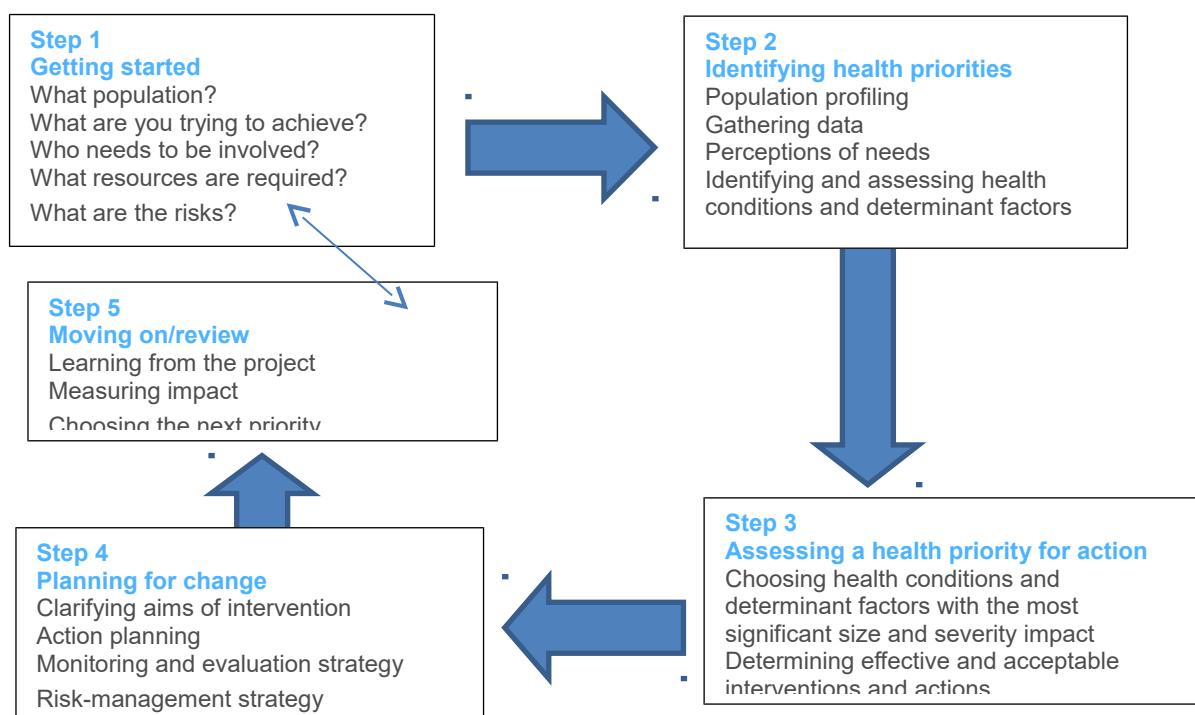 Step 1
Getting started
What population?
What are you trying to achieve?
Who needs to be involved?
What resources are required?
What are the risks?
Step 2
Identifying health priorities
Population profiling
Gathering data
Perceptions of needs
Identifying and assessing health
conditions and determinant factors
Step 3
Assessing a health priority for action
Choosing health conditions and
determinant factors with the most
significant size and severity impact
Determining effective and acceptable
interventions and actions
Step 4
Planning for change
Clarifying aims of intervention
Action planning
Monitoring and evaluation strategy
Risk-management strategy
Step 5
Moving on/review
Learning from the project
Measuring impact
Choosing the next priority